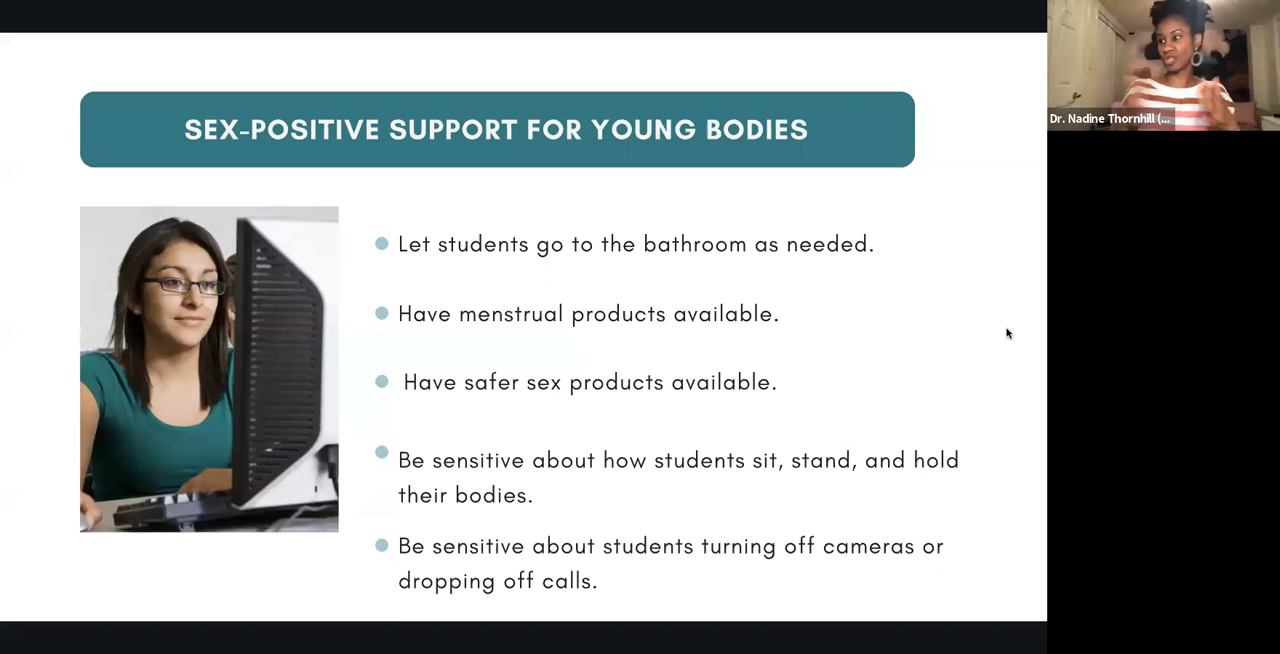 SEX-POSITIVE SUPPORT FOR YOUNG BODIES
Dr. Nadine Thornhill (...
Let students go to the bathroom as needed.
Have menstrual products available.
Have safer sex products available.
Be sensitive about how students sit, stand, and hold
their bodies.
Be sensitive about students turning off cameras or
dropping off calls.